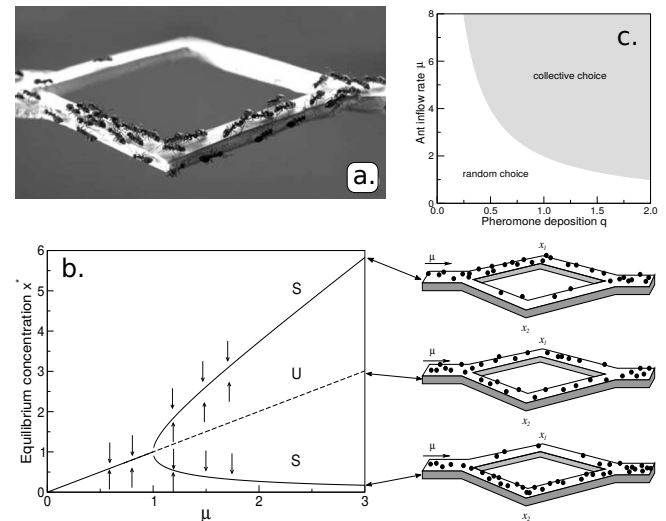 a.
8
6
4
2
0
0.0
0.5
1.0
1.5
2.0
Ant inflow rate μ
Pheromone deposition q
c.
collective choice
random choice
b.
6
5
4
3
2
1
0
0
1
2
3
Equilibrium concentration x*
μ
S
U
S
μ
x1
x2
μ
x1
x2
μ
x1
x2